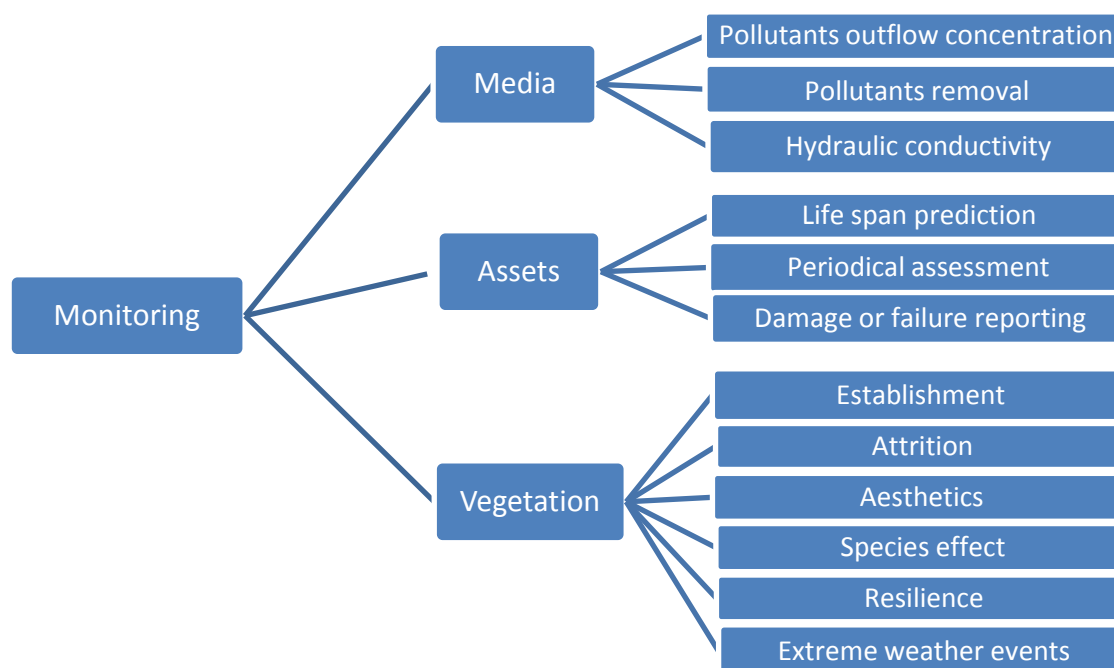 Monitoring
Media
Pollutants outflow concentration
Pollutants removal
Hydraulic conductivity
Assets
Life span prediction
Periodical assessment
Damage or failure reporting
Vegetation
Establishment
Attrition
Aesthetics
Species effect
Resilience
Extreme weather events